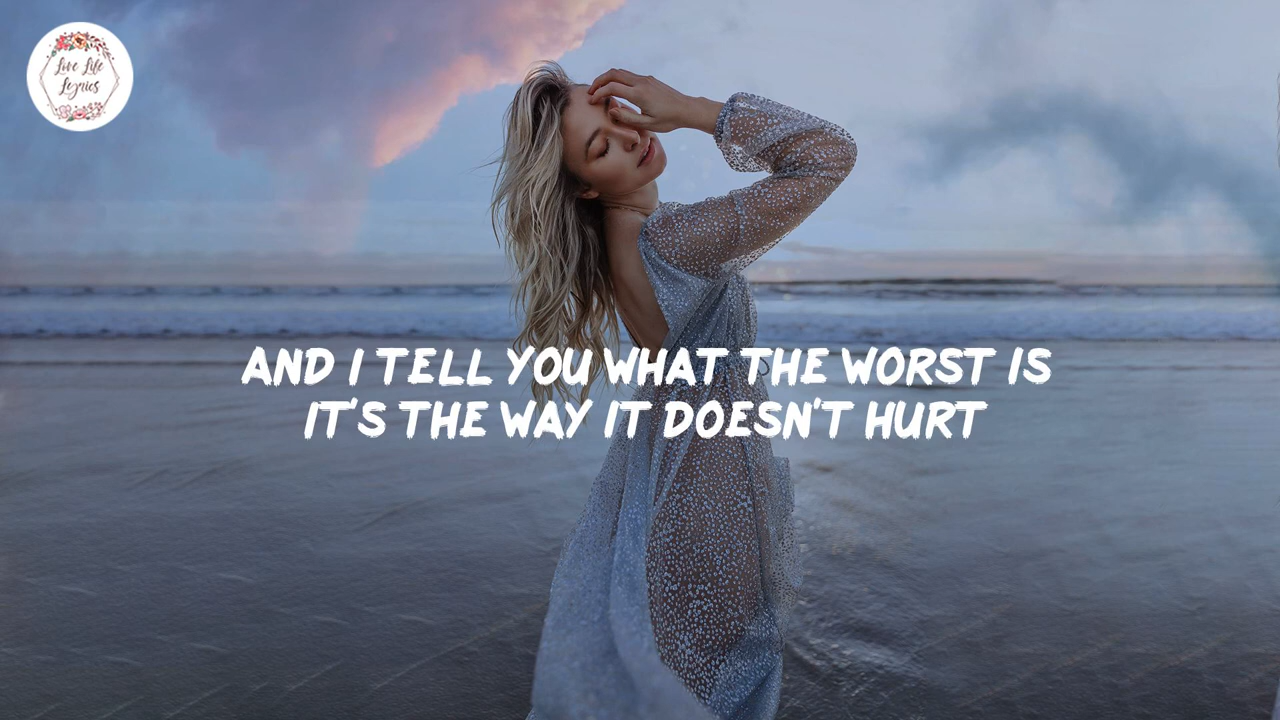 Love Life
Lyrics
AND I TELL YOU WHAT THE WORST IS
IT'S THE WAY IT DOESN'T HURT